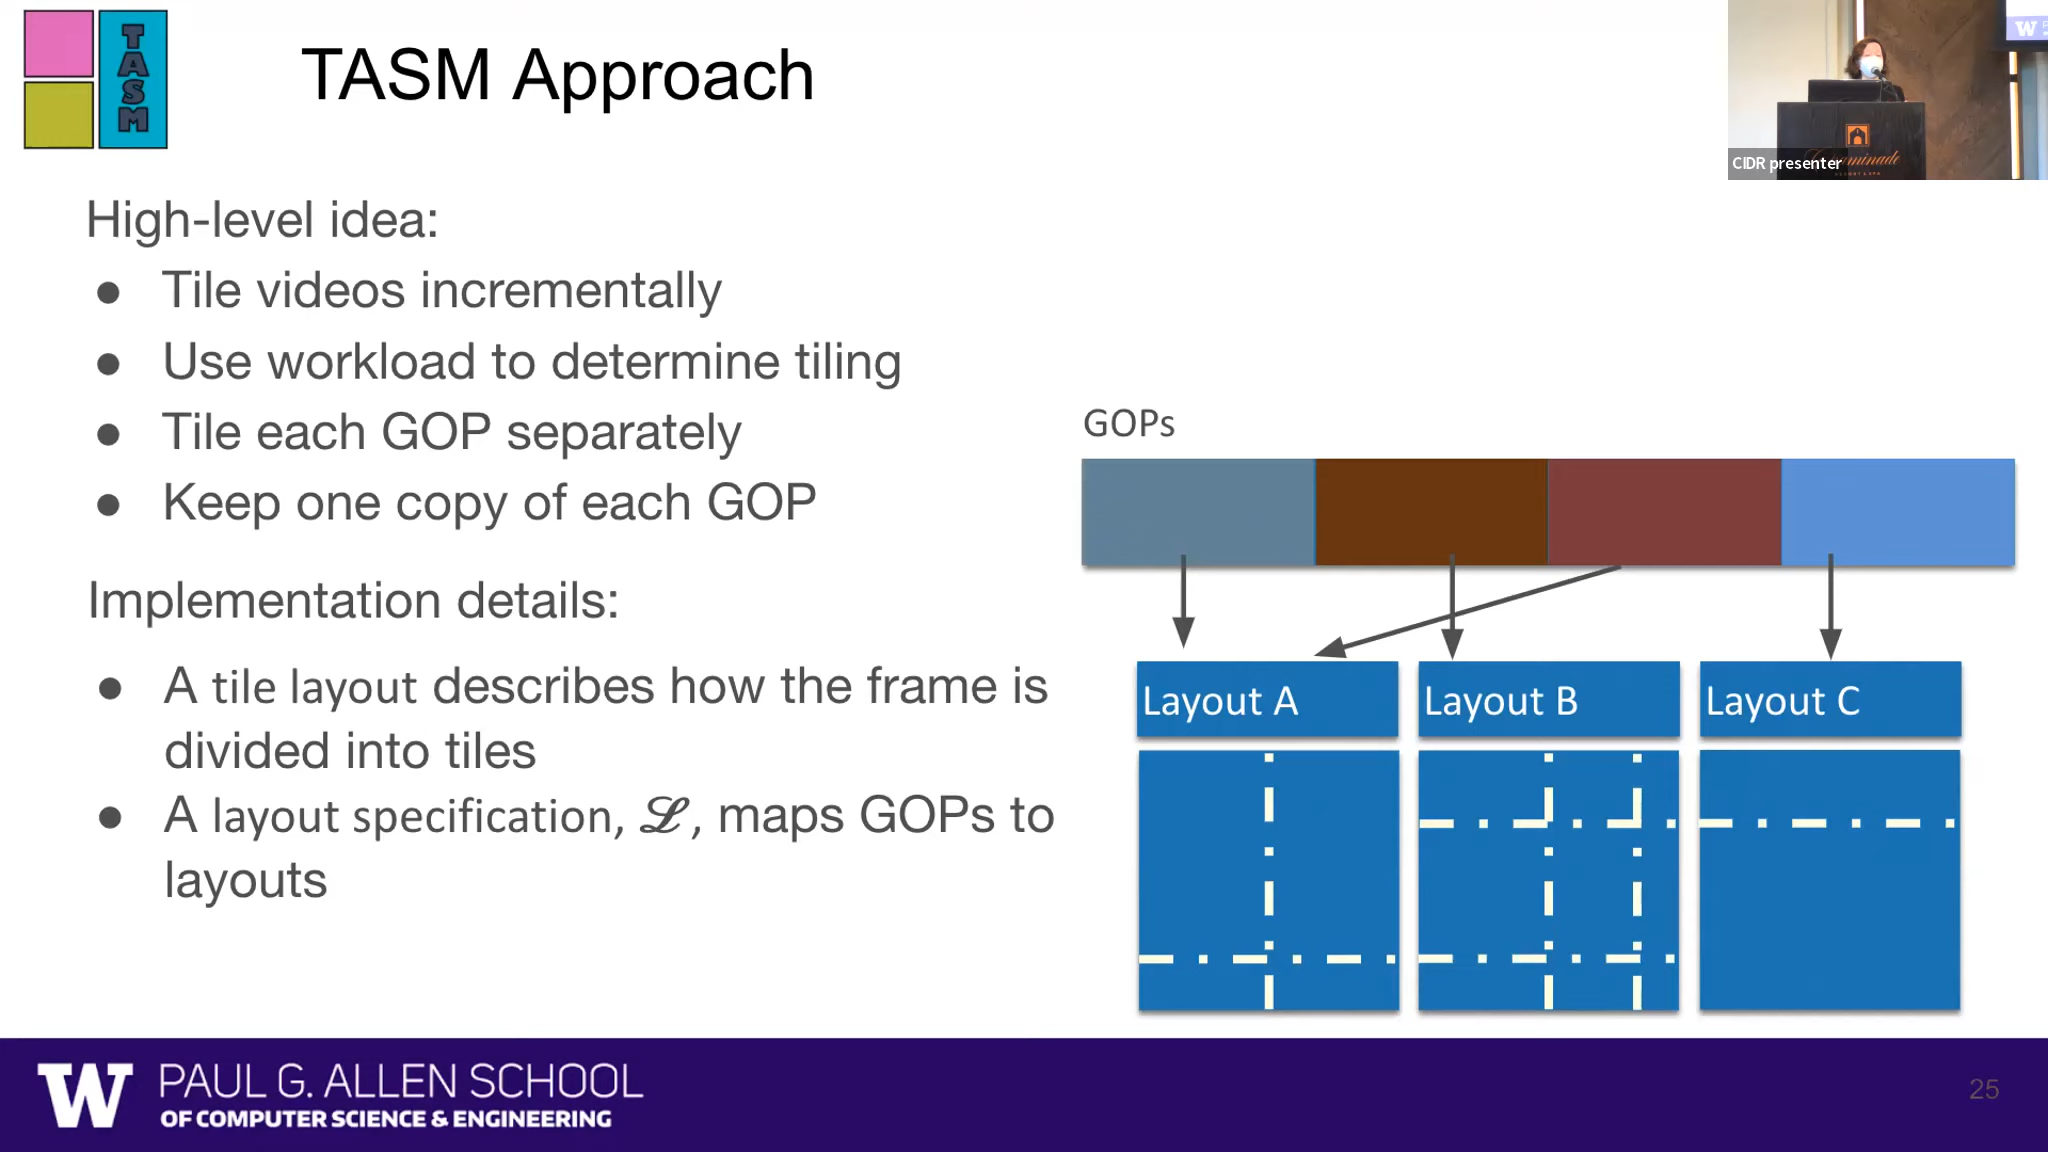 TASM
TASM Approach
CIDR presenter
High-level idea:
● Tile videos incrementally
● Use workload to determine tiling
● Tile each GOP separately
● Keep one copy of each GOP
Implementation details:
● A tile layout describes how the frame is
divided into tiles
● A layout specification, ℒ, maps GOPs to
layouts
GOPs
Layout A
Layout B
Layout C
W PAUL G. ALLEN SCHOOL
OF COMPUTER SCIENCE & ENGINEERING
25
W